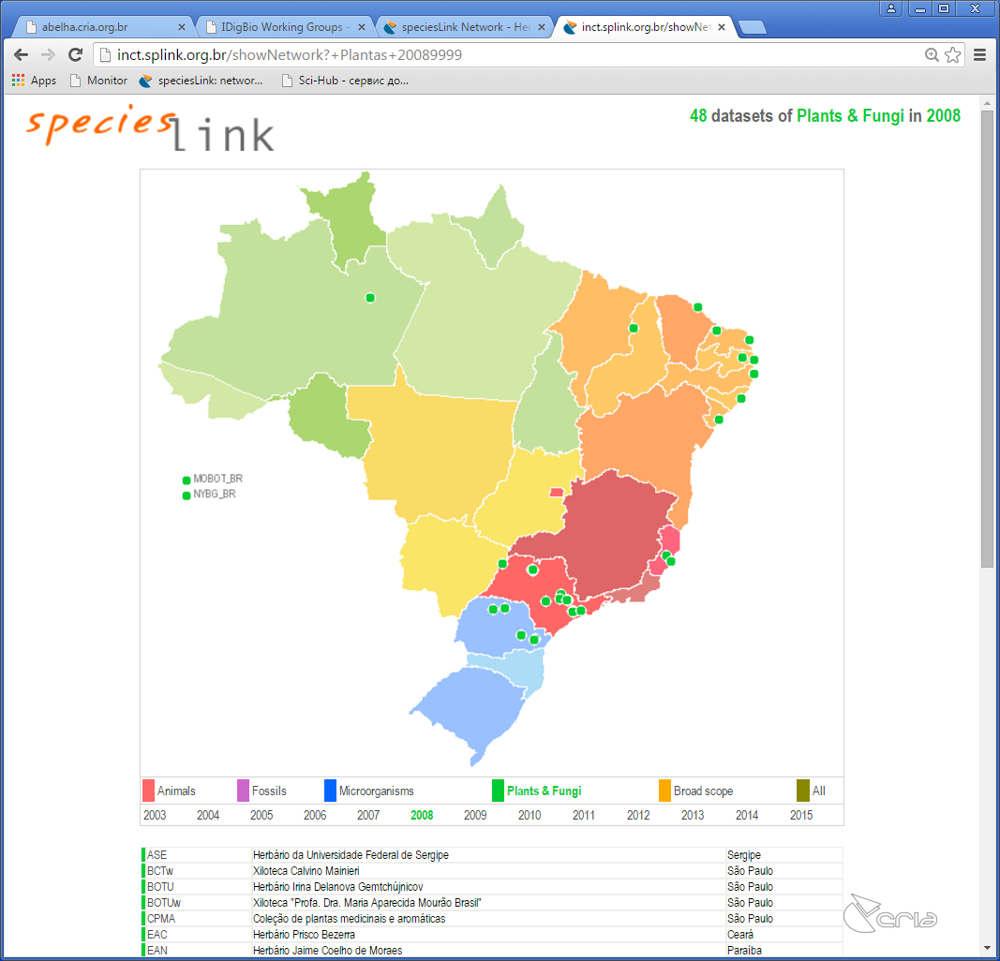 abelha.cria.org.br
IDigBio Working Groups -
speciesLink Network - He
inct.splink.org.br/showNe
inct.splink.org.br/showNetwork?+Plantas+20089999
Apps
Monitor
speciesLink: networ...
Sci-Hub - сервис до...
species link
48 datasets of Plants & Fungi in 2008
MOBOT_BR
NYBG_BR
Animals
Fossils
Microorganisms
Plants & Fungi
Broad scope
All
2003 2004 2005 2006 2007 2008 2009 2010 2011 2012 2013 2014 2015
ASE Herbário da Universidade Federal de Sergipe Sergipe
BCTw Xiloteca Calvino Mainieri São Paulo
BOTU Herbário Irina Delanova Gemtchújnicov São Paulo
BOTUw Xiloteca "Profa. Dra. Maria Aparecida Mourão Brasil" São Paulo
CPMA Coleção de plantas medicinais e aromáticas São Paulo
EAC Herbário Prisco Bezerra Ceará
EAN Herbário Jaime Coelho de Moraes Paraíba
cria